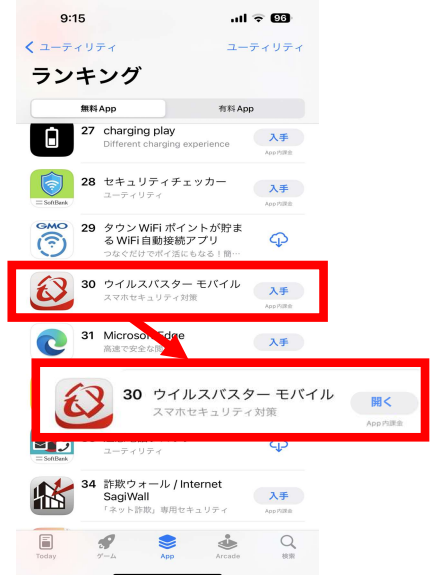 9:15
96
ユーティリティ
ユーティリティ
ランキング
無料App
有料App
27 charging play
Different charging experience
入手
App内課金
28 セキュリティチェッカー
ユーティリティ
SoftBank
入手
App内課金
GMO
29 タウンWiFi ポイントが貯ま
るWiFi自動接続アプリ
つなぐだけでポイ活にもなる!簡…
30 ウイルスバスター モバイル
スマホセキュリティ対策
入手
App内課金
31 Microsoft Edge
高速で安全な
入手
30 ウイルスバスター モバイル
スマホセキュリティ対策
開く
App内課金
SoftBank
ユーティリティ
34 詐欺ウォール / Internet
SagiWall
「ネット詐欺」専用セキュリティ
入手
App内課金
Today
ゲーム
App
Arcade
検索